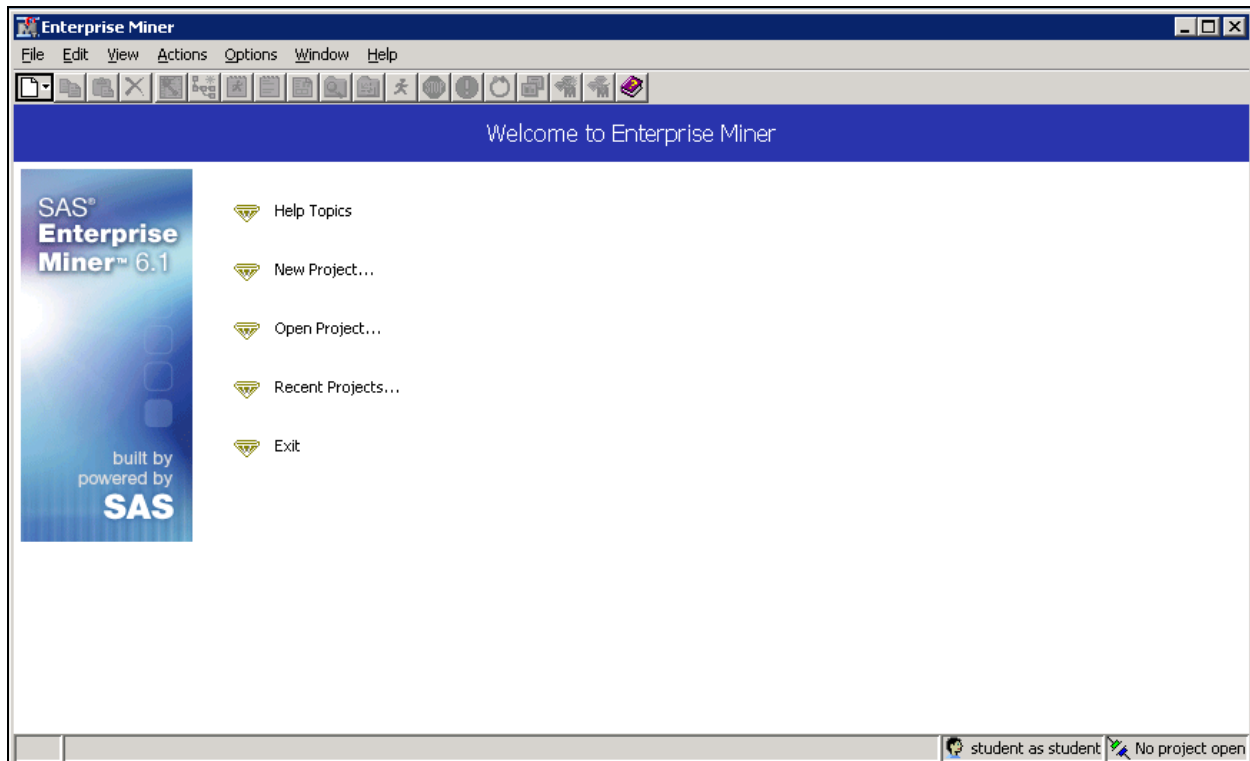 Enterprise Miner
File Edit View Actions Options Window Help
Welcome to Enterprise Miner
SAS®
Enterprise
Miner™ 6.1
Help Topics
New Project...
Open Project...
Recent Projects...
Exit
built by
powered by
SAS
student as student No project open